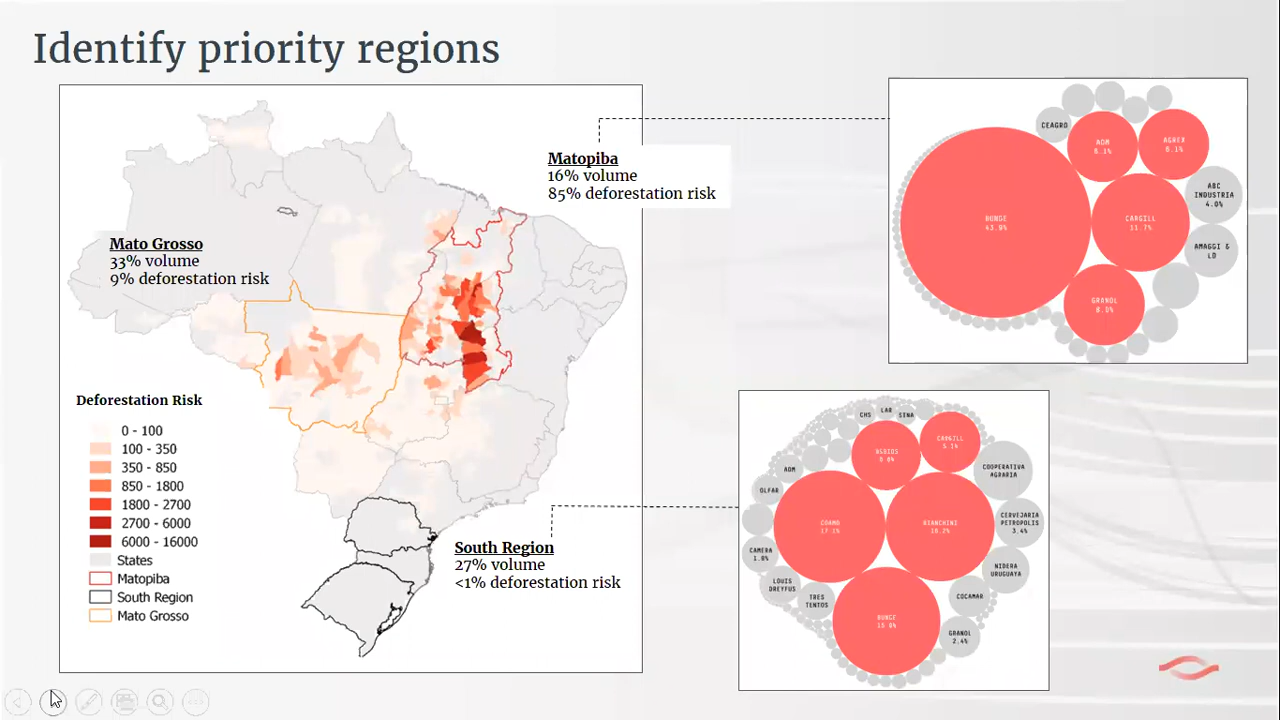 Identify priority regions
Matopiba
16% volume
85% deforestation risk
Mato Grosso
33% volume
9% deforestation risk
Deforestation Risk
0 - 100
100 - 350
350 - 850
850 - 1800
1800 - 2700
2700 - 6000
6000 - 16000
States
Matopiba
South Region
Mato Grosso
South Region
27% volume
<1% deforestation risk
CEAGRO
ADM
AGREX
BUNGE
CARGILL
11.7%
ABC
INDUSTRIA
4.0%
AMAGGI &
LD
GRANOL
CHS
LAR
SINA
CARGILL
5.1%
COOPERATIVA
AGRARIA
ADM
OLFAR
COAMO
17.1%
BIANCHINI
CERVEJARIA
PETROPOLIS
3.4%
CAMERA
LOUIS
DREYFUS
TRES
TENTOS
NIDERA
URUGUAYA
COCAMAR
BUNGE
GRANOL
2.4%